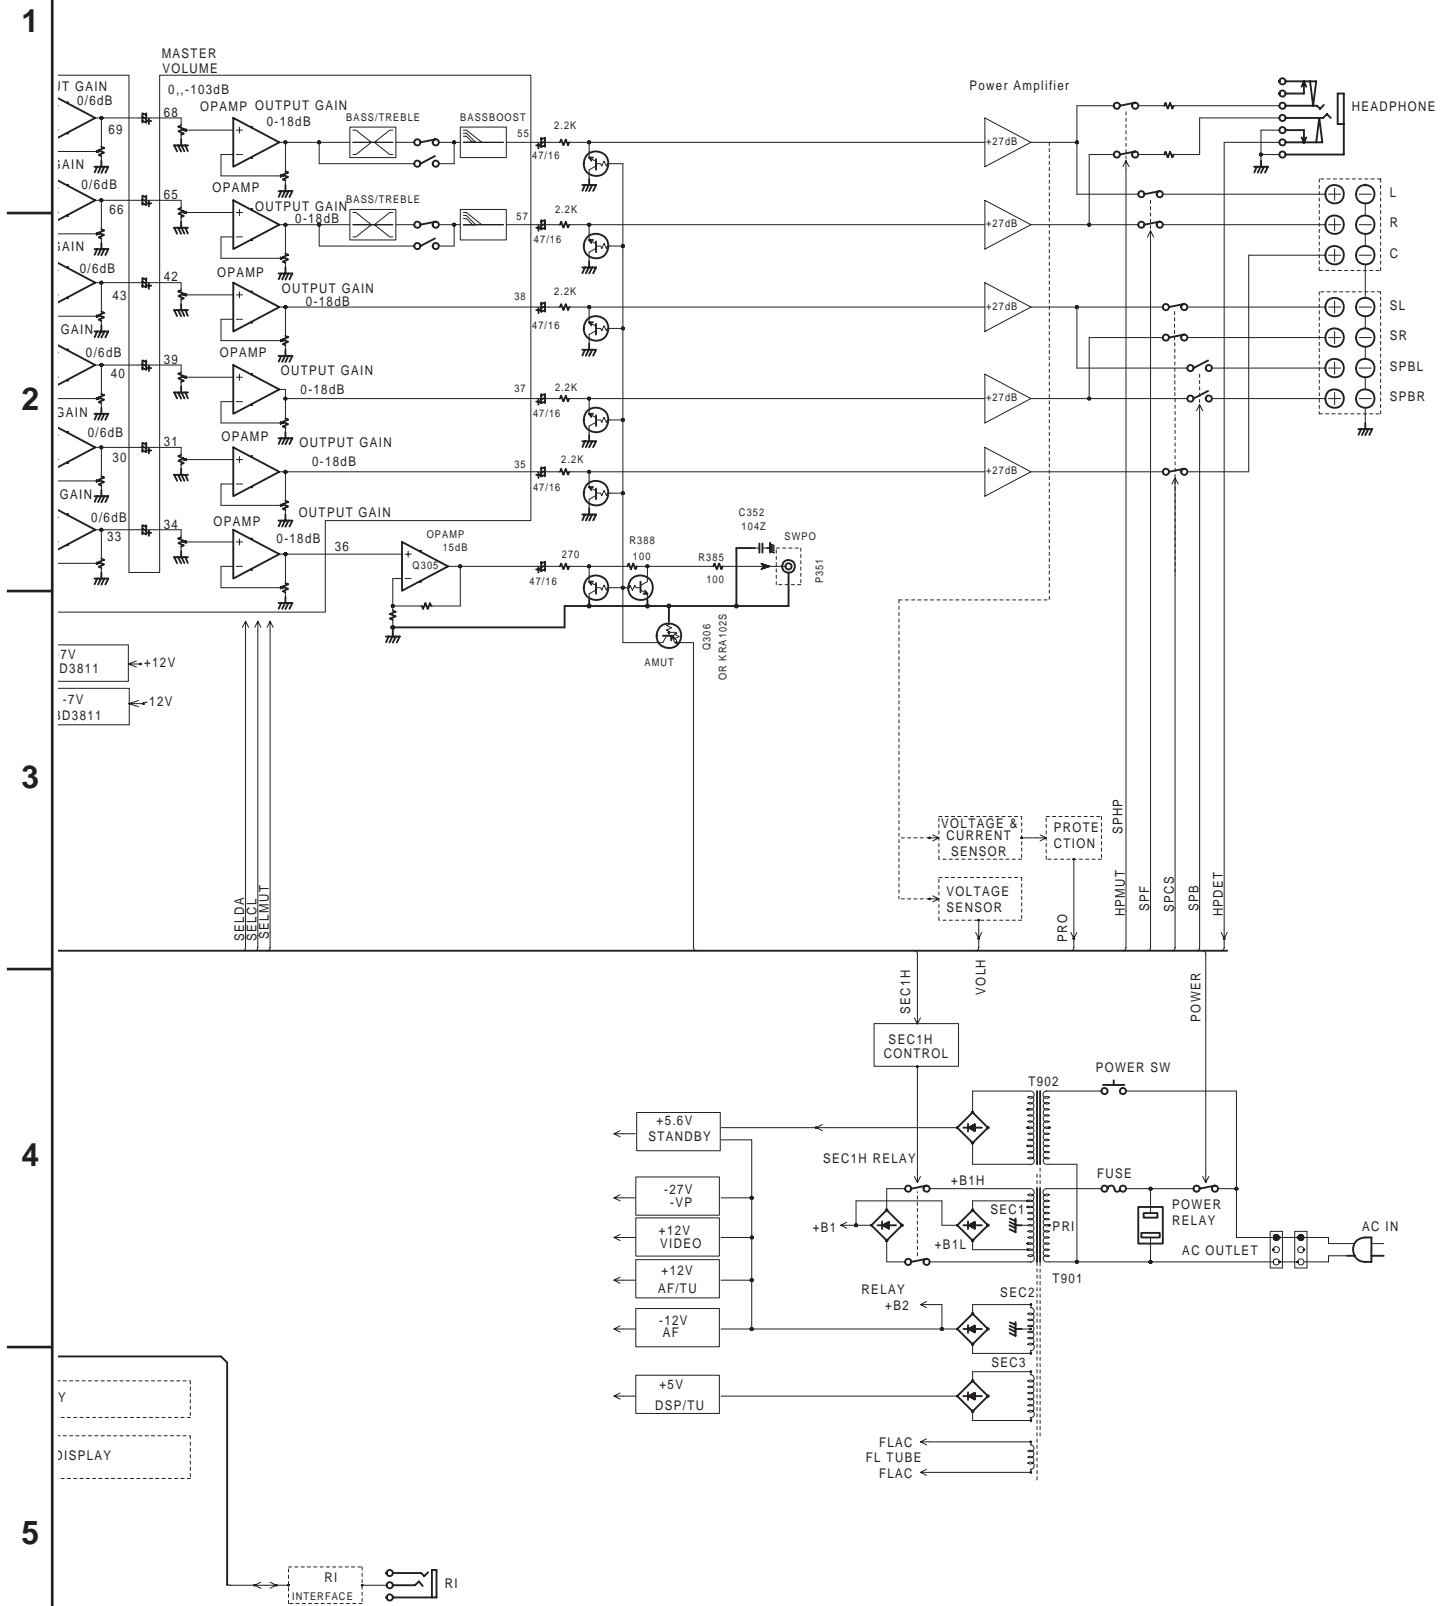 1
MASTER
VOLUME
0,,-103dB
UT GAIN
0/6dB
69
68
OPAMP
OUTPUT GAIN
0-18dB
BASS/TREBLE
BASSBOOST
55
2.2K
47/16
Power Amplifier
+27dB
HEADPHONE
GAIN
0/6dB
66
65
OPAMP
OUTPUT GAIN
0-18dB
BASS/TREBLE
57
2.2K
47/16
+27dB
L
R
C
GAIN
0/6dB
43
42
OPAMP
OUTPUT GAIN
0-18dB
38
2.2K
47/16
+27dB
SL
SR
SPBL
SPBR
2
GAIN
0/6dB
40
39
OPAMP
OUTPUT GAIN
0-18dB
37
2.2K
47/16
+27dB
GAIN
0/6dB
30
31
OPAMP
OUTPUT GAIN
0-18dB
35
2.2K
47/16
+27dB
GAIN
0/6dB
33
34
OPAMP
OUTPUT GAIN
0-18dB
36
OPAMP
15dB
Q305
47/16
270
R388
100
R385
100
C352
104Z
SWPO
P351
Q306
OR KRA102S
AMUT
7V
D3811
+12V
-7V
BD3811
-12V
3
SELDA
SELCL
SELMUT
VOLTAGE &
CURRENT
SENSOR
PROTE
CTION
VOLTAGE
SENSOR
PRO
HPMUT
SPHP
SPF
SPCS
SPB
HPDET
SEC1H
VOLH
POWER
SEC1H
CONTROL
4
+5.6V
STANDBY
T902
POWER SW
SEC1H RELAY
+B1H
FUSE
-27V
-VP
+B1
+B1L
SEC1
PRI
POWER
RELAY
+12V
VIDEO
AC OUTLET
AC IN
+12V
AF/TU
T901
RELAY
+B2
SEC2
-12V
AF
SEC3
+5V
DSP/TU
FLAC
FL TUBE
FLAC
Y
DISPLAY
5
RI
INTERFACE
RI